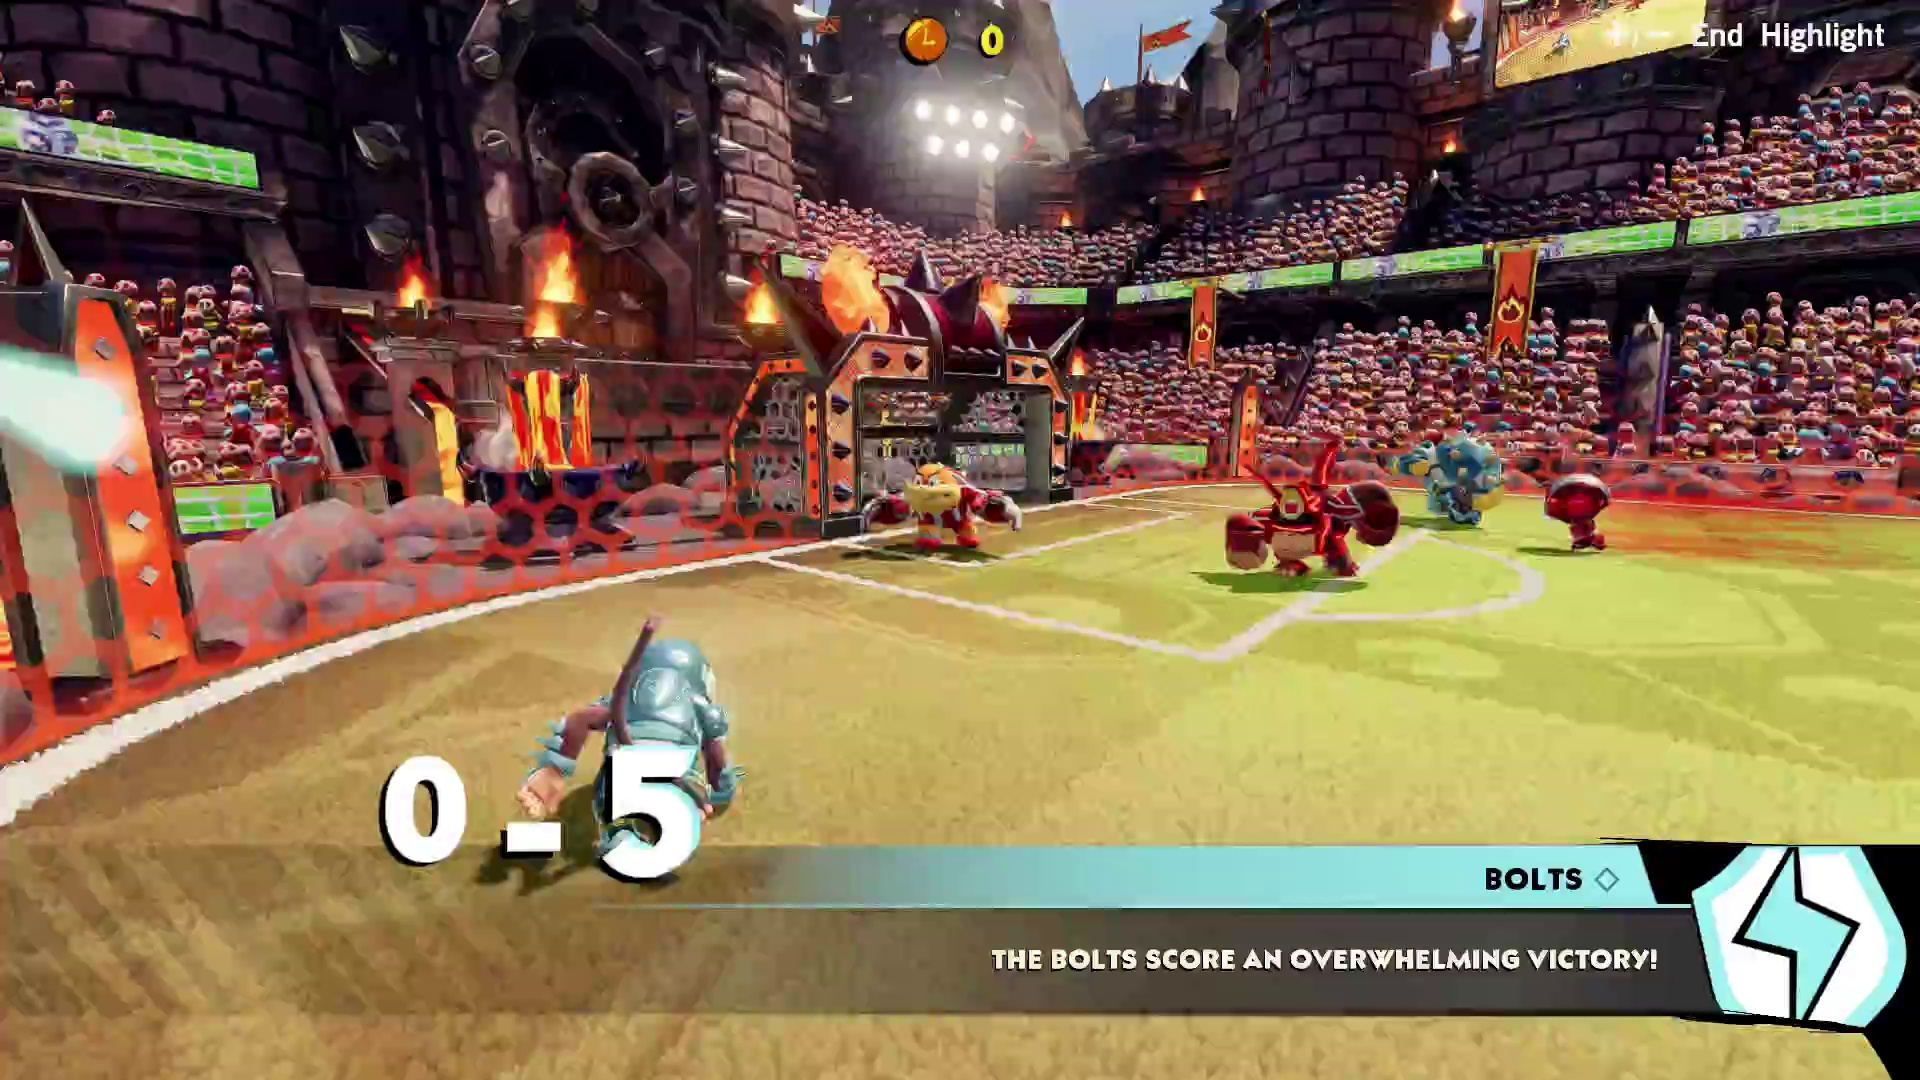 0
+/- End Highlight
0 - 5
BOLTS
THE BOLTS SCORE AN OVERWHELMING VICTORY!